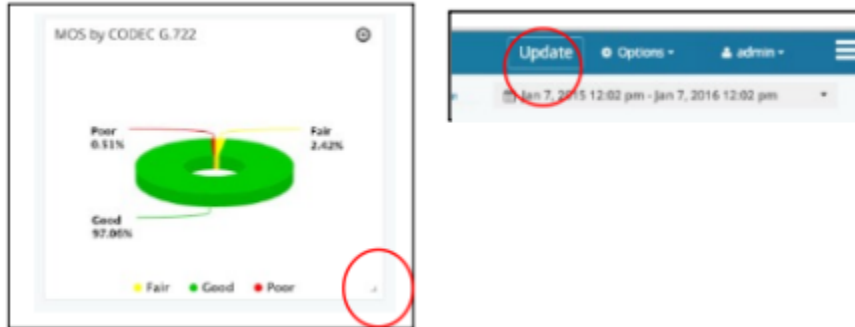 MOS by CODEC G.722
Poor
0.51%
Fair
2.42%
Good
97.06%
Fair Good Poor
Update Options admin
Jan 7, 2015 12:02 pm - Jan 7, 2016 12:02 pm